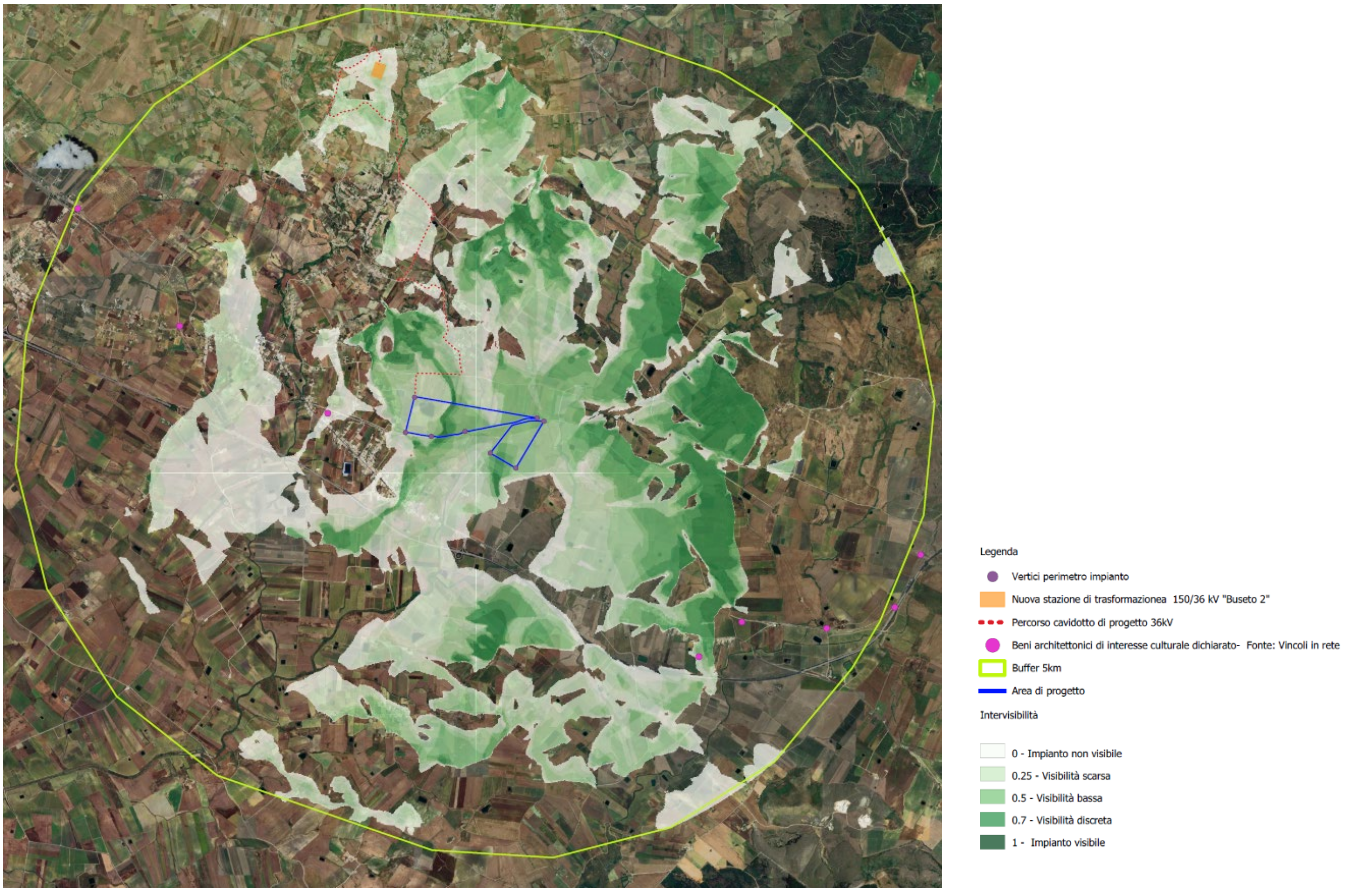 Legenda
Vertici perimetro impianto
Nuova stazione di trasformazionea 150/36 kV "Buseto 2"
Percorso cavidotto di progetto 36kV
Beni architettonici di interesse culturale dichiarato- Fonte: Vincoli in rete
Buffer 5km
Area di progetto
Intervisibilità
0 - Impianto non visibile
0.25 - Visibilità scarsa
0.5 - Visibilità bassa
0.7 - Visibilità discreta
1 - Impianto visibile